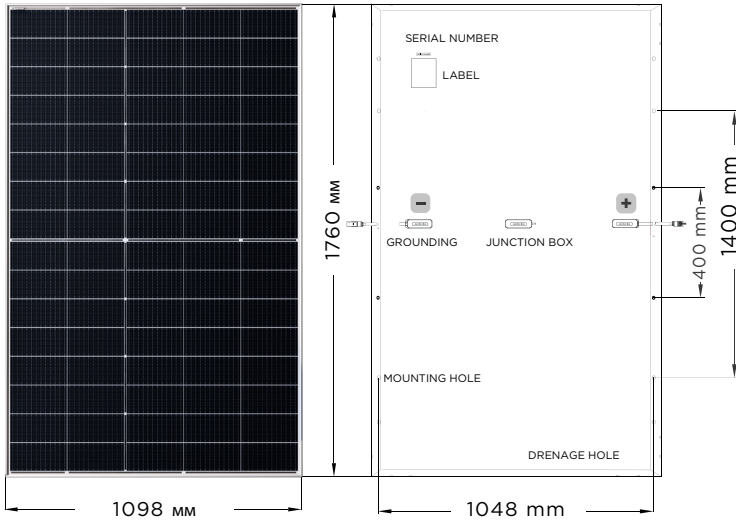 SERIAL NUMBER
LABEL
1760 мм
1400 mm
400 mm
− +
GROUNDING
JUNCTION BOX
MOUNTING HOLE
DRENAGE HOLE
1098 мм
1048 mm